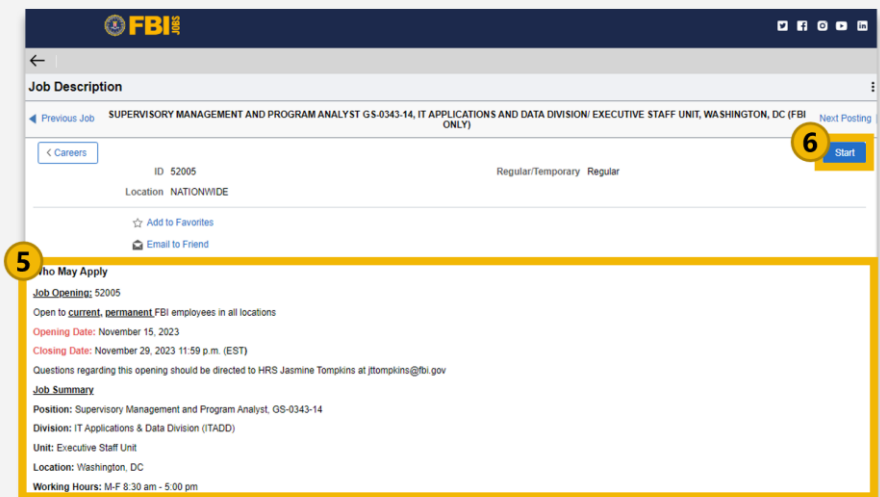 FBI JOBS
Job Description
Previous Job
SUPERVISORY MANAGEMENT AND PROGRAM ANALYST GS-0343-14, IT APPLICATIONS AND DATA DIVISION/ EXECUTIVE STAFF UNIT, WASHINGTON, DC (FBI
ONLY)
Next Posting
6
< Careers
Start
ID 52005
Regular/Temporary Regular
Location NATIONWIDE
Add to Favorites
Email to Friend
5
Who May Apply
Job Opening: 52005
Open to current, permanent FBI employees in all locations
Opening Date: November 15, 2023
Closing Date: November 29, 2023 11:59 p.m. (EST)
Questions regarding this opening should be directed to HRS Jasmine Tompkins at jttompkins@fbi.gov
Job Summary
Position: Supervisory Management and Program Analyst, GS-0343-14
Division: IT Applications & Data Division (ITADD)
Unit: Executive Staff Unit
Location: Washington, DC
Working Hours: M-F 8:30 am - 5:00 pm